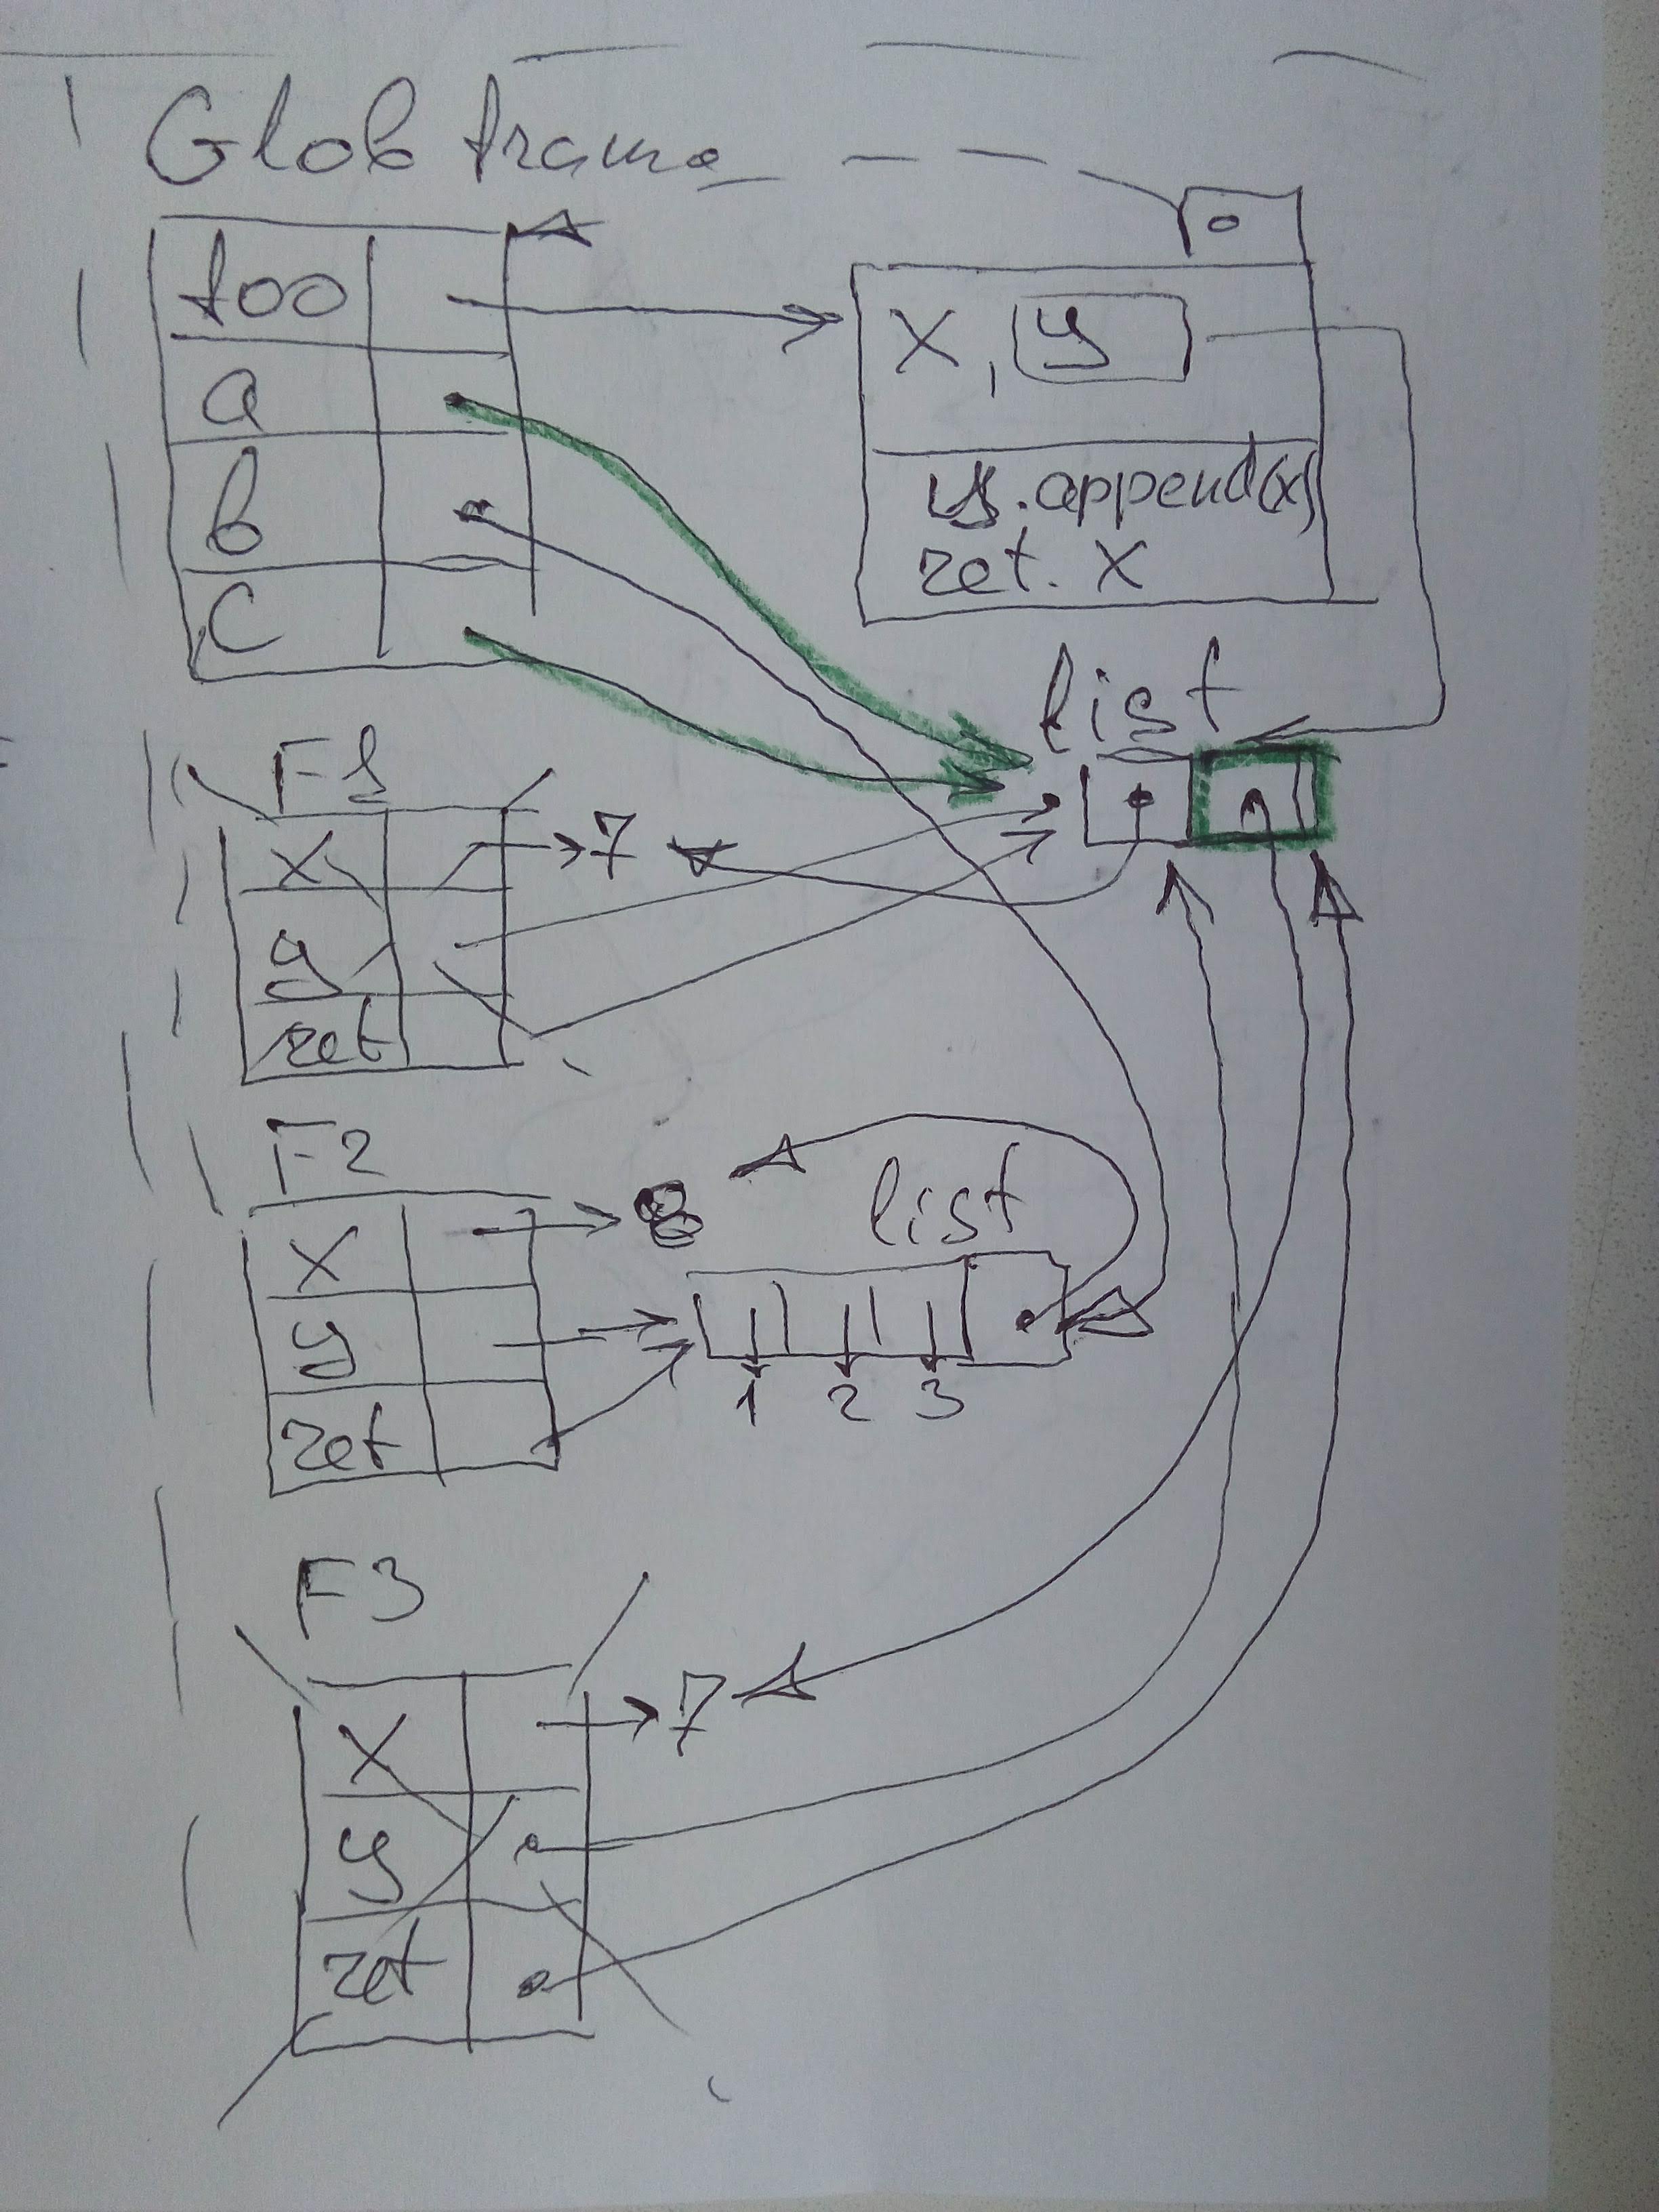 Glob frame
foo
x, y
a
b
y.append(x)
ret. x
c
list
F1
x
7
y
ret
F2
x
8
list
y
1 2 3
ret
F3
x
7
y
ret